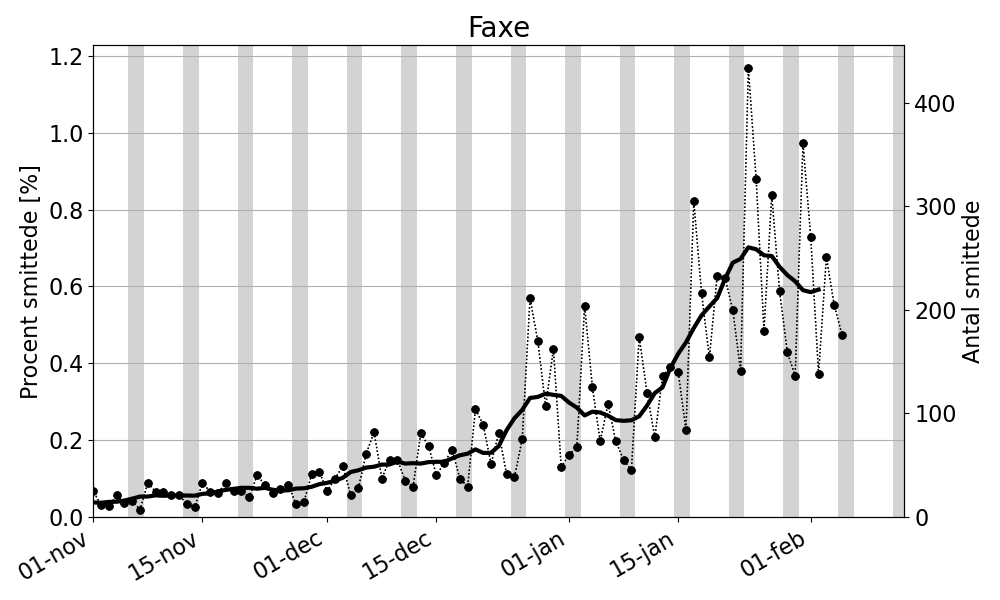 Faxe
Procent smittede [%]
1.2
1.0
0.8
0.6
0.4
0.2
0.0
400
300
200
100
0
Antal smittede
01-nov
15-nov
01-dec
15-dec
01-jan
15-jan
01-feb